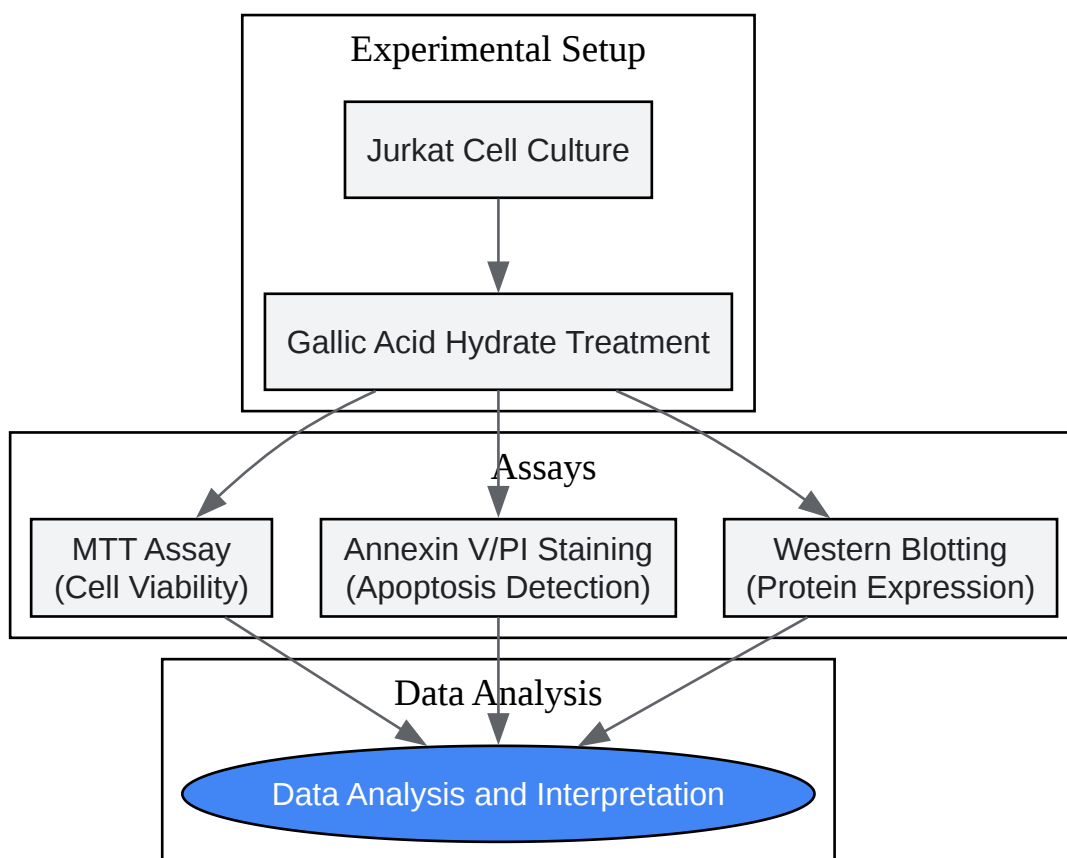 Experimental Setup
Jurkat Cell Culture
Gallic Acid Hydrate Treatment
Assays
MTT Assay
(Cell Viability)
Annexin V/PI Staining
(Apoptosis Detection)
Western Blotting
(Protein Expression)
Data Analysis
Data Analysis and Interpretation